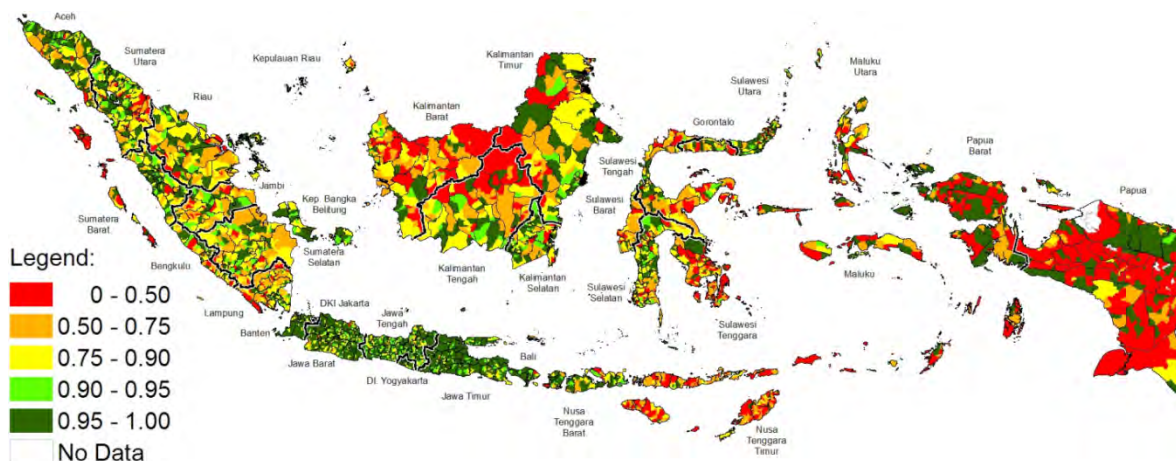 Aceh
Sumatera
Utara
Kepulauan Riau
Riau
Kalimantan
Timur
Kalimantan
Barat
Sulawesi
Utara
Maluku
Utara
Gorontalo
Papua
Barat
Papua
Sulawesi
Tengah
Jambi
Kep. Bangka
Belitung
Sulawesi
Barat
Sumatera
Barat
Sumatera
Selatan
Bengkulu
Kalimantan
Tengah
Kalimantan
Selatan
Sulawesi
Selatan
Maluku
Lampung
DKI Jakarta
Jawa
Tengah
Sulawesi
Tenggara
Banten
Jawa Barat
Bali
DI. Yogyakarta
Jawa Timur
Nusa
Tenggara
Barat
Nusa
Tenggara
Timur
Legend:
0 - 0.50
0.50 - 0.75
0.75 - 0.90
0.90 - 0.95
0.95 - 1.00
No Data